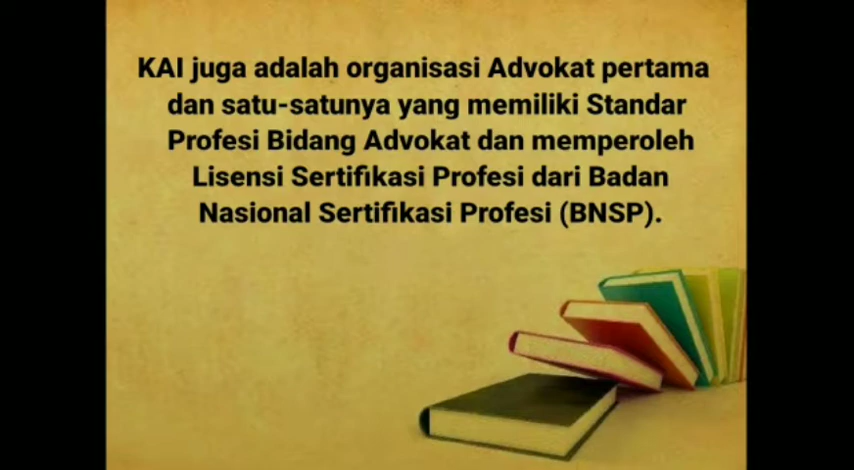 KAI juga adalah organisasi Advokat pertama
dan satu-satunya yang memiliki Standar
Profesi Bidang Advokat dan memperoleh
Lisensi Sertifikasi Profesi dari Badan
Nasional Sertifikasi Profesi (BNSP).